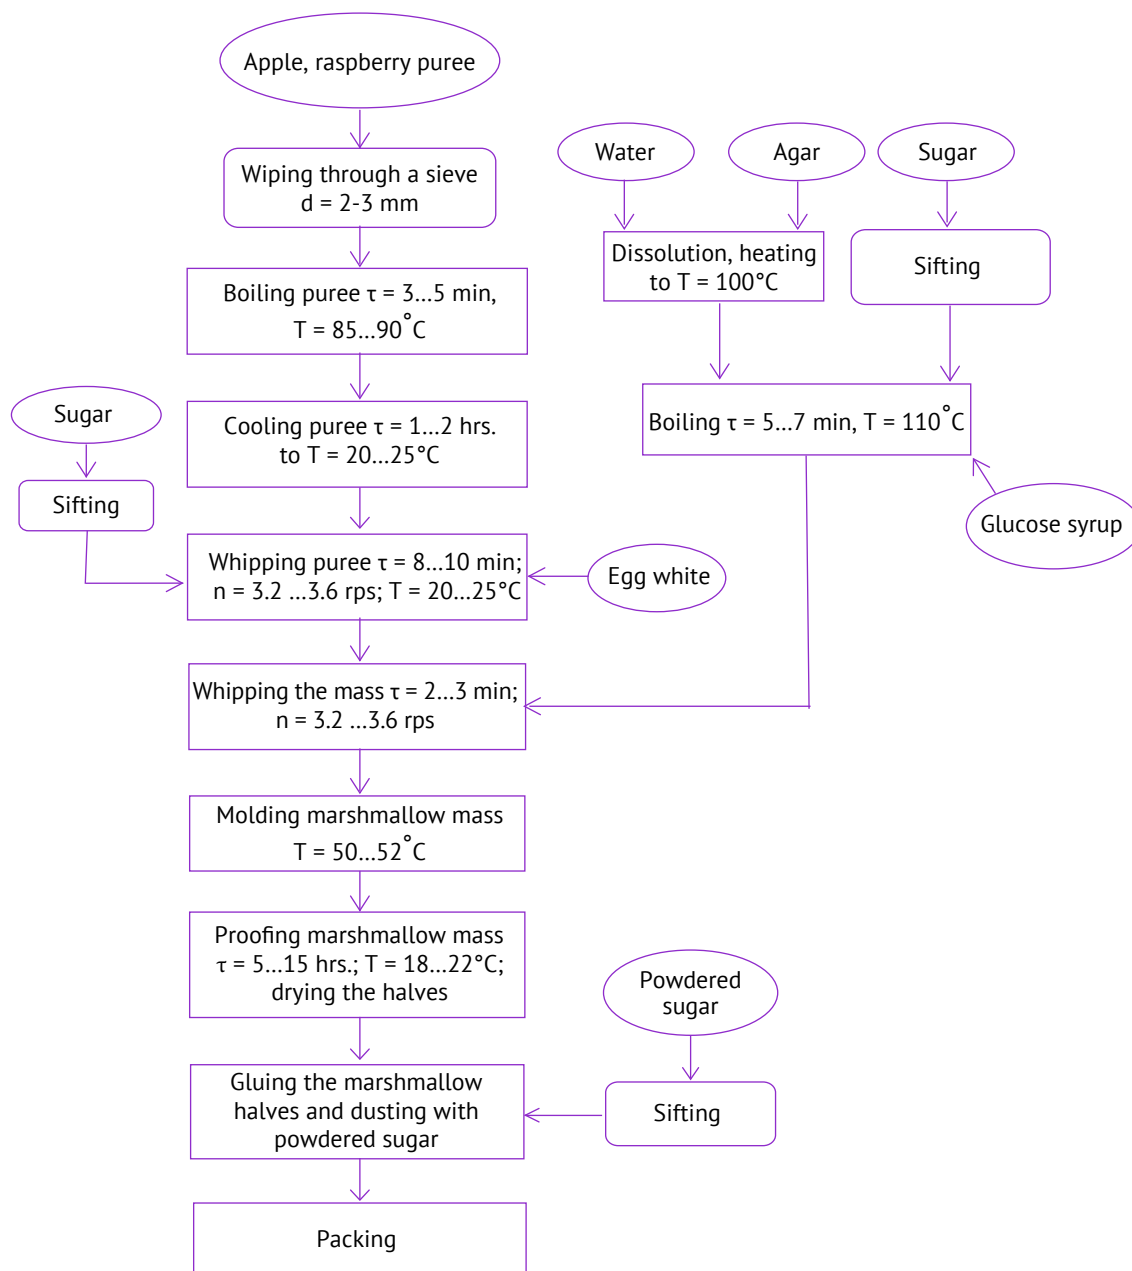 Apple, raspberry puree
Wiping through a sieve
d = 2-3 mm
Water
Agar
Sugar
Dissolution, heating
to T = 100°C
Sifting
Boiling puree τ = 3...5 min,
T = 85...90°C
Sugar
Cooling puree τ = 1...2 hrs.
to T = 20...25°C
Boiling τ = 5...7 min, T = 110°C
Sifting
Glucose syrup
Whipping puree τ = 8...10 min;
n = 3.2 ...3.6 rps; T = 20...25°C
Egg white
Whipping the mass τ = 2...3 min;
n = 3.2 ...3.6 rps
Molding marshmallow mass
T = 50...52°C
Proofing marshmallow mass
τ = 5...15 hrs.; T = 18...22°C;
drying the halves
Powdered
sugar
Gluing the marshmallow
halves and dusting with
powdered sugar
Sifting
Packing